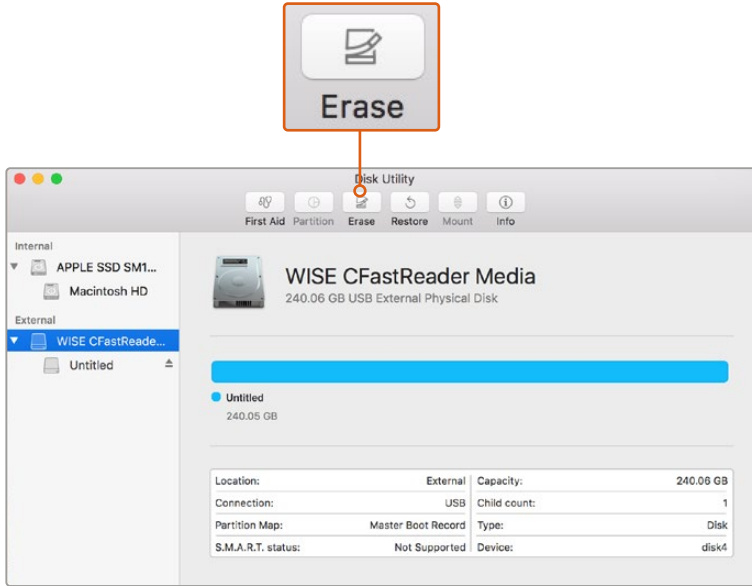 Erase
Disk Utility
First Aid Partition Erase Restore Mount Info
Internal
APPLE SSD SM1...
Macintosh HD
External
WISE CFastReade...
Untitled
WISE CFastReader Media
240.06 GB USB External Physical Disk
Untitled
240.05 GB
Location: External Capacity: 240.06 GB
Connection: USB Child count: 1
Partition Map: Master Boot Record Type: Disk
S.M.A.R.T. status: Not Supported Device: disk4